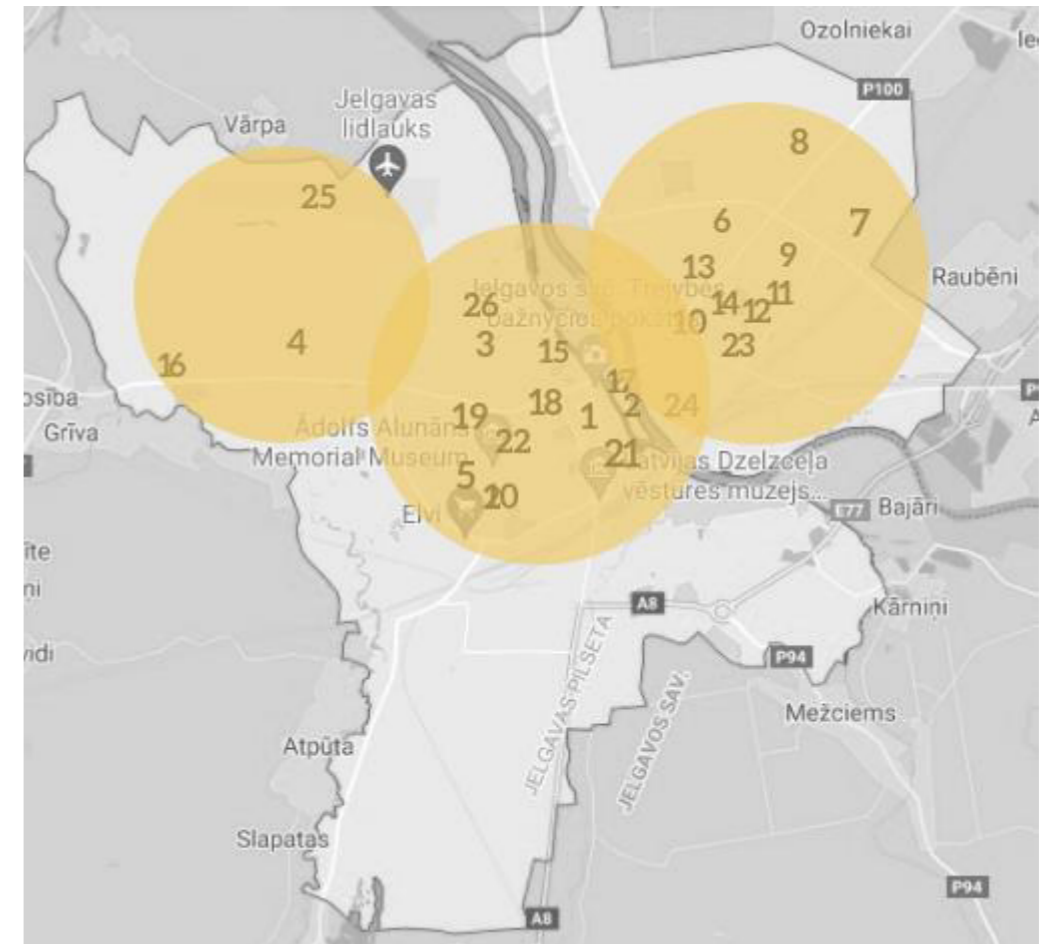 Ozolniekai
P100
Jelgavas
lidlauks
Vārpa
8
25
6
7
13
9
Raubēni
26
14
12
11
10
3
15
23
4
16
17
18
2
24
19
1
Grīva
Ādolfs Alunāns
Memorial Museum
22
21
Latvijas Dzelzceļa
vēstures muzejs...
5
20
Elvi
E77
Bajāri
A8
Kārniņi
P94
JELGAVAS PILSĒTA
JELGAVOS SAV.
Mežciems
Atpūta
Slapatas
P94
A8